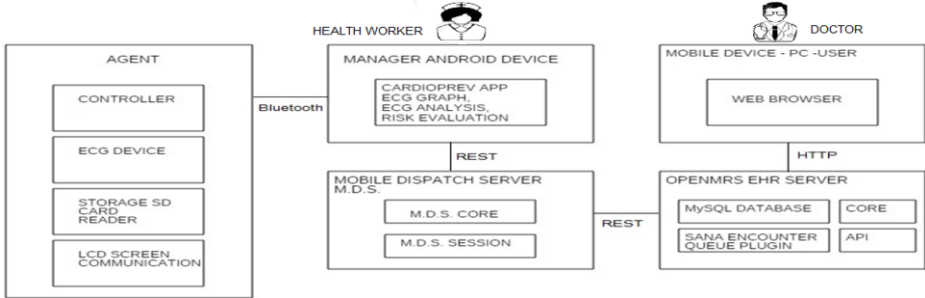 HEALTH WORKER
DOCTOR
AGENT
CONTROLLER
ECG DEVICE
STORAGE SD
CARD
READER
LCD SCREEN
COMMUNICATION
Bluetooth
MANAGER ANDROID DEVICE
CARDIOPREV APP
ECG GRAPH,
ECG ANALYSIS,
RISK EVALUATION
REST
MOBILE DISPATCH SERVER
M.D.S.
M.D.S. CORE
M.D.S. SESSION
REST
MOBILE DEVICE - PC -USER
WEB BROWSER
HTTP
OPENMRS EHR SERVER
MySQL DATABASE
CORE
SANA ENCOUNTER
QUEUE PLUGIN
API